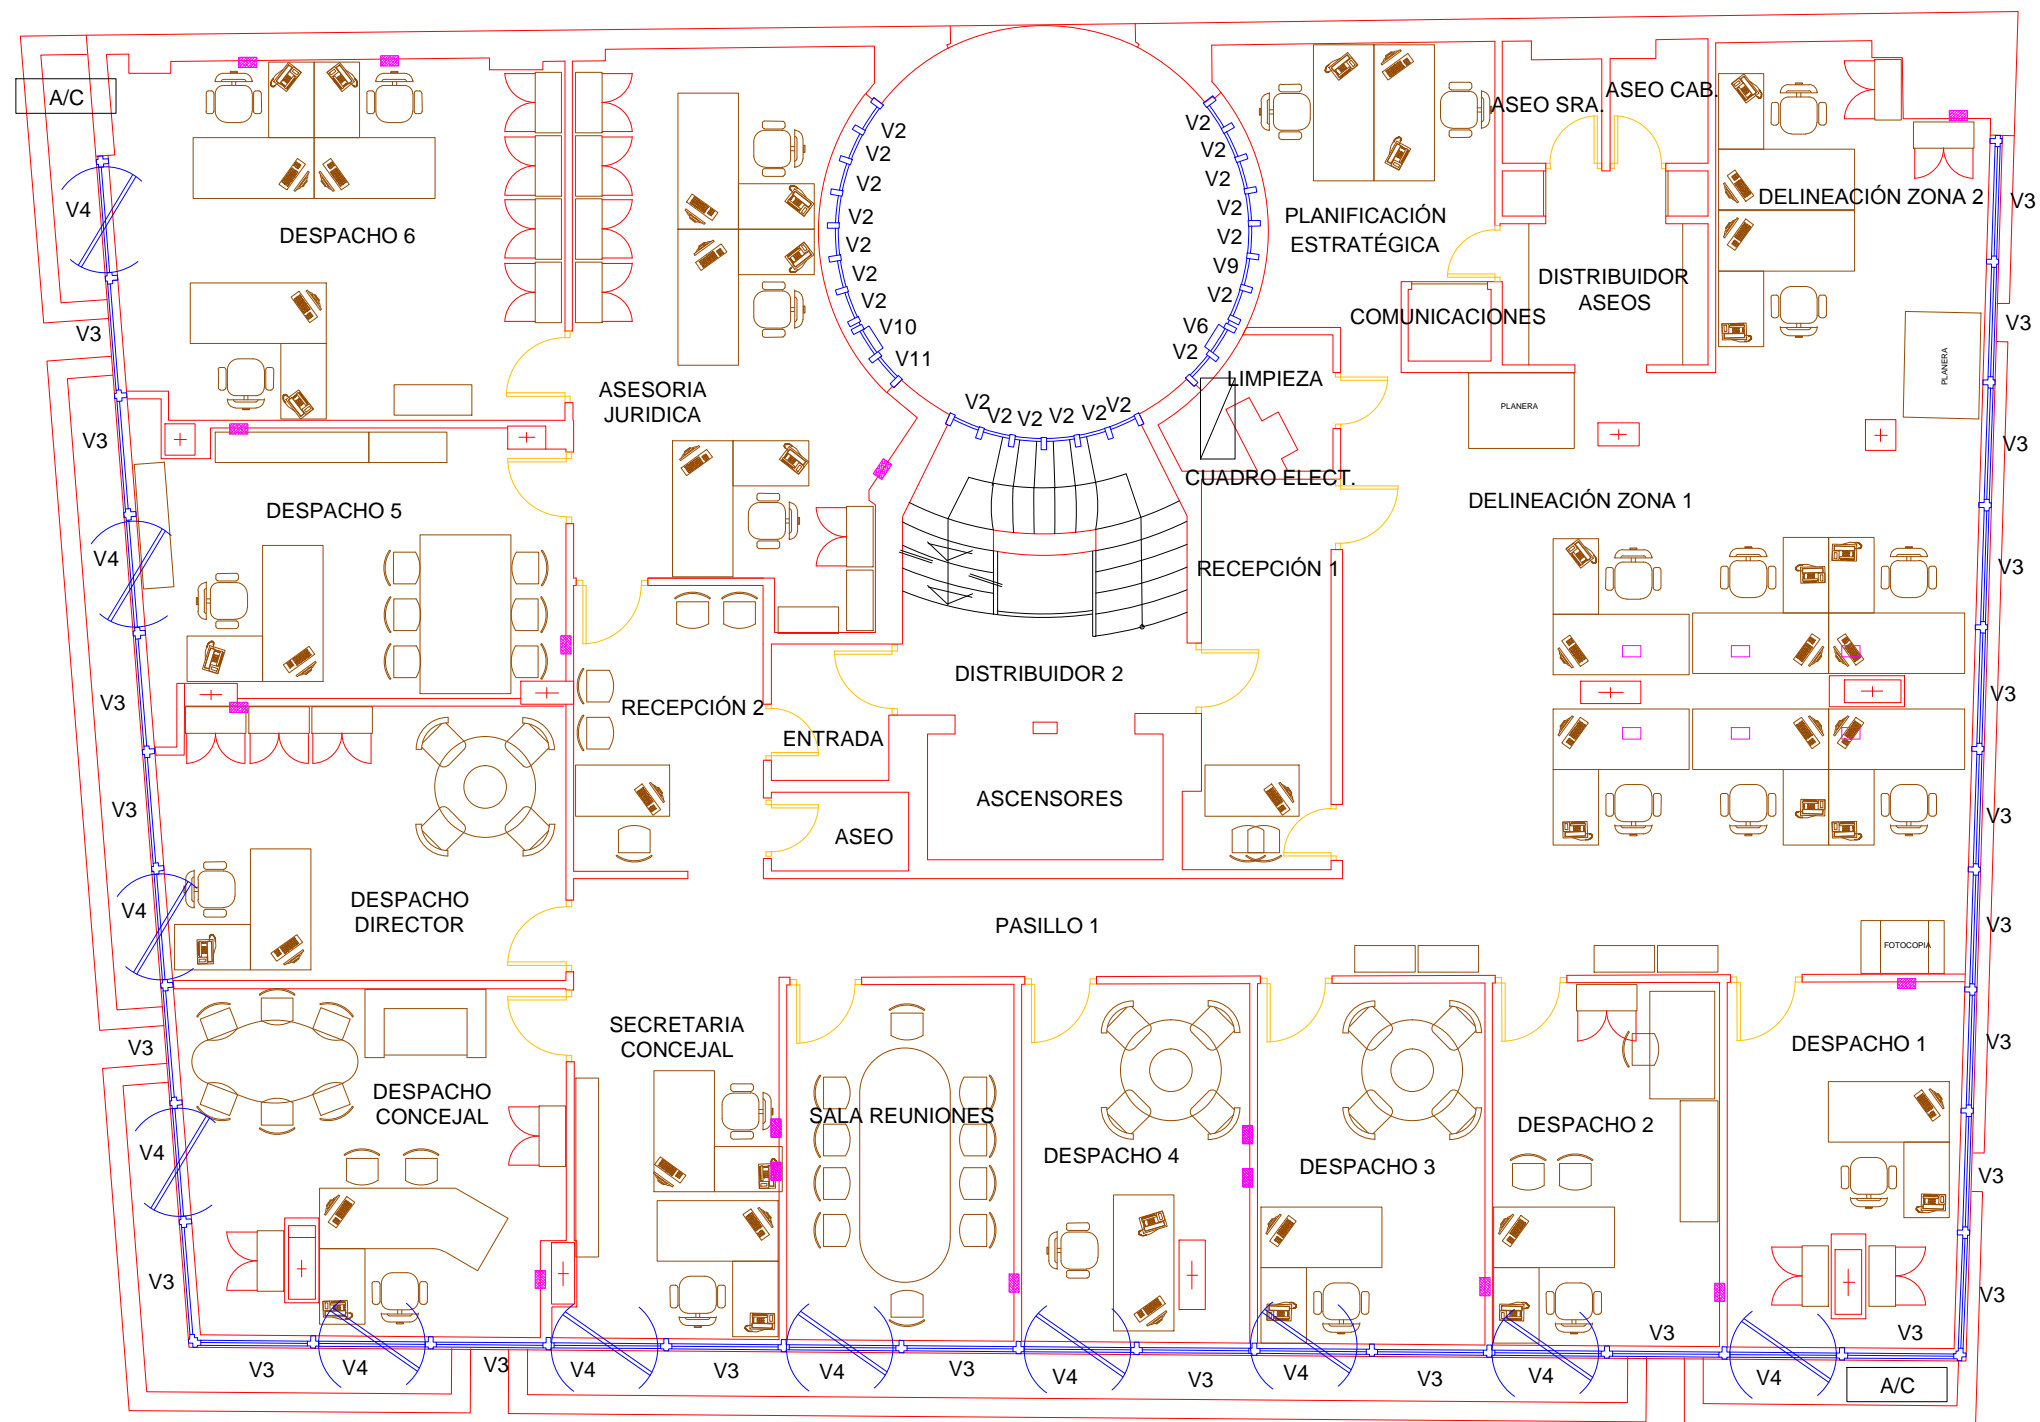 A/C
V2
V2
V2
V2
V2
V2
V2
V10
V11
V2
V2
V2
V2
V2
V9
V2
V6
V2
V2
V2
V2
V2
V2
V2
ASEO SRA.
ASEO CAB.
DELINEACIÓN ZONA 2
V3
V4
DESPACHO 6
PLANIFICACIÓN
ESTRATÉGICA
DISTRIBUIDOR
ASEOS
COMUNICACIONES
V3
V3
PLANERA
LIMPIEZA
ASESORIA
JURIDICA
PLANERA
V3
V3
CUADRO ELECT.
DELINEACIÓN ZONA 1
DESPACHO 5
V4
RECEPCIÓN 1
V3
DISTRIBUIDOR 2
V3
V3
RECEPCIÓN 2
ENTRADA
ASCENSORES
V3
V3
ASEO
V4
DESPACHO
DIRECTOR
PASILLO 1
V3
FOTOCOPIA
V3
SECRETARIA
CONCEJAL
DESPACHO 1
V3
DESPACHO
CONCEJAL
SALA REUNIONES
DESPACHO 2
V4
DESPACHO 4
DESPACHO 3
V3
V3
V3
V3
V3
V3
V4
V3
V4
V3
V4
V3
V4
V3
V4
V3
V4
V4
A/C